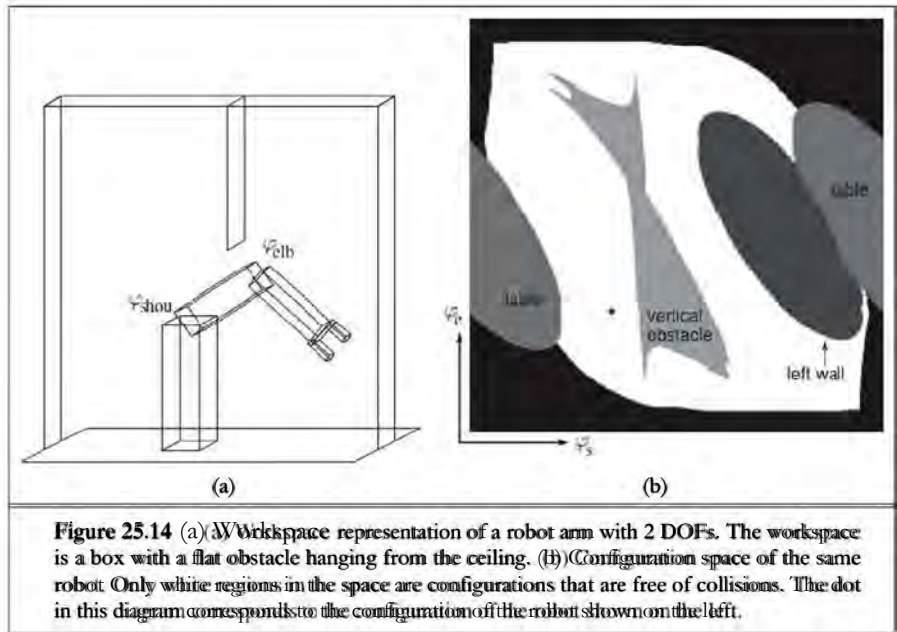 φelb
φshou
(a)
table
table
φe
vertical
obstacle
left wall
φs
(b)
Figure 25.14 (a) Workspace representation of a robot arm with 2 DOFs. The workspace
is a box with a flat obstacle hanging from the ceiling. (b) Configuration space of the same
robot. Only white regions in the space are configurations that are free of collisions. The dot
in this diagram corresponds to the configuration of the robot shown on the left.